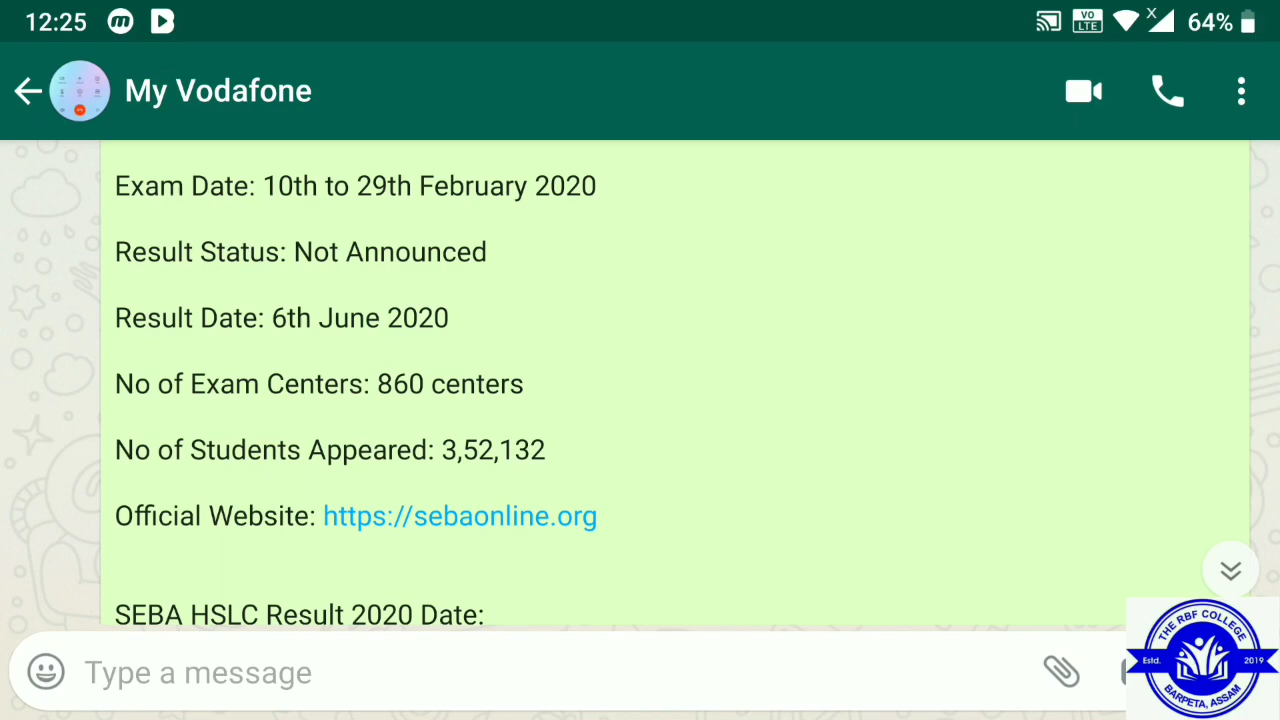 12:25
VO LTE
X
64%
My Vodafone
Exam Date: 10th to 29th February 2020
Result Status: Not Announced
Result Date: 6th June 2020
No of Exam Centers: 860 centers
No of Students Appeared: 3,52,132
Official Website: https://sebaonline.org
SEBA HSLC Result 2020 Date:
Type a message
THE RBF COLLEGE
Estd. 2019
BARPETA, ASSAM